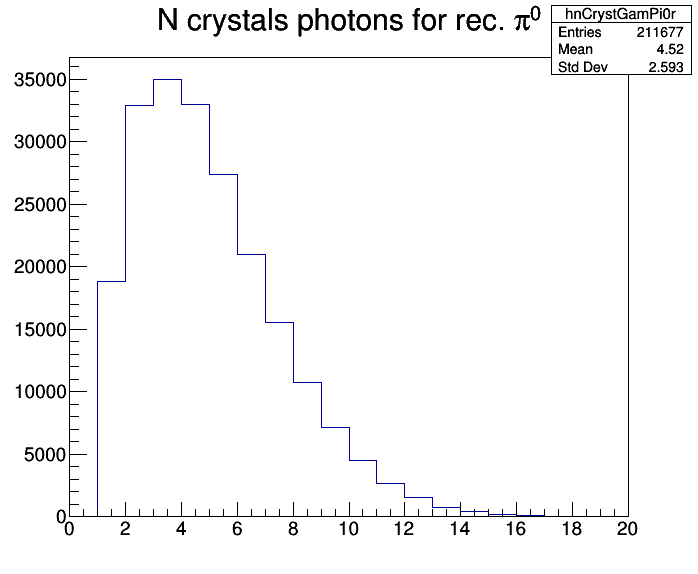 N crystals photons for rec. π⁰
hnCrystGamPi0r
Entries 211677
Mean 4.52
Std Dev 2.593
35000
30000
25000
20000
15000
10000
5000
0
0 2 4 6 8 10 12 14 16 18 20